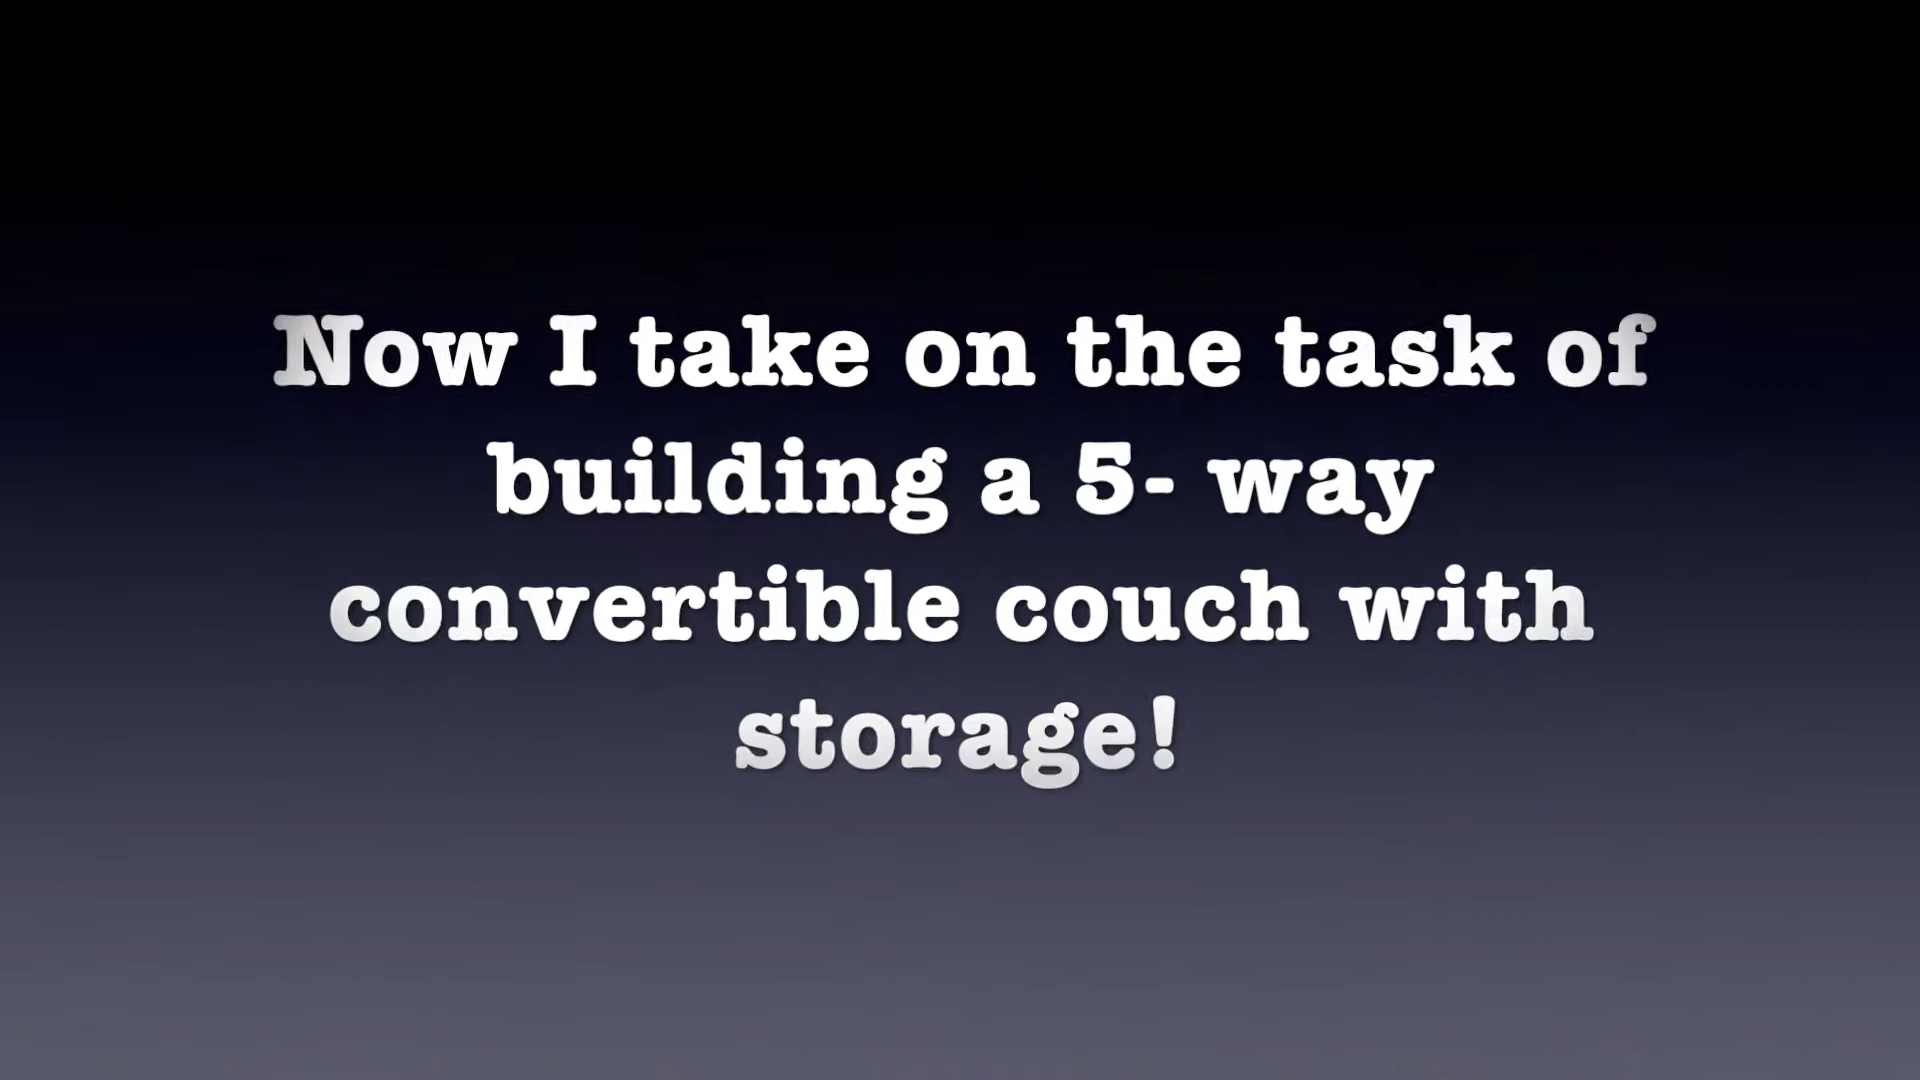 Now I take on the task of
building a 5- way
convertible couch with
storage!